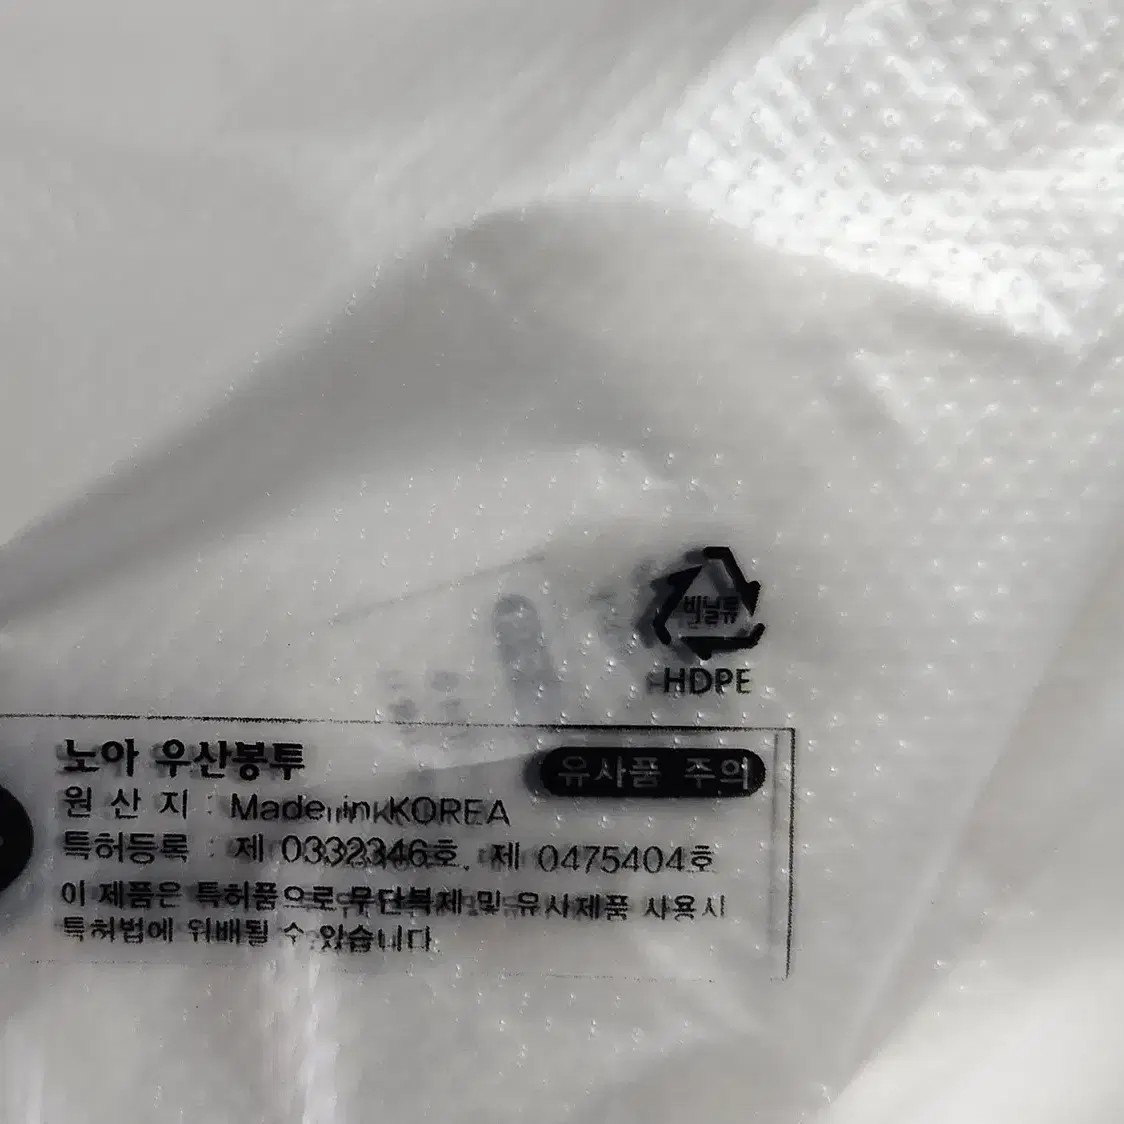 비닐류
HDPE
노아 우산봉투
유사품 주의
원 산 지 : Made in KOREA
특허등록 : 제 0332346호, 제 0475404호
이 제품은 특허품으로 무단복제 및 유사제품 사용시
특허법에 위배될 수 있습니다.